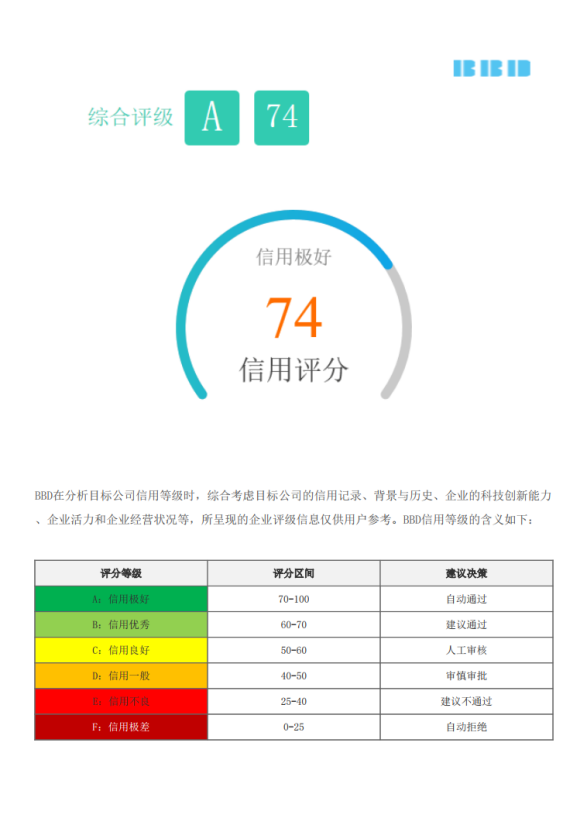 BBD
综合评级 A 74
信用极好
74
信用评分
BBD在分析目标公司信用等级时，综合考虑目标公司的信用记录、背景与历史、企业的科技创新能力
、企业活力和企业经营状况等，所呈现的企业评级信息仅供用户参考。BBD信用等级的含义如下：
评分等级 评分区间 建议决策
A：信用极好 70-100 自动通过
B：信用优秀 60-70 建议通过
C：信用良好 50-60 人工审核
D：信用一般 40-50 审慎审批
E：信用不良 25-40 建议不通过
F：信用极差 0-25 自动拒绝